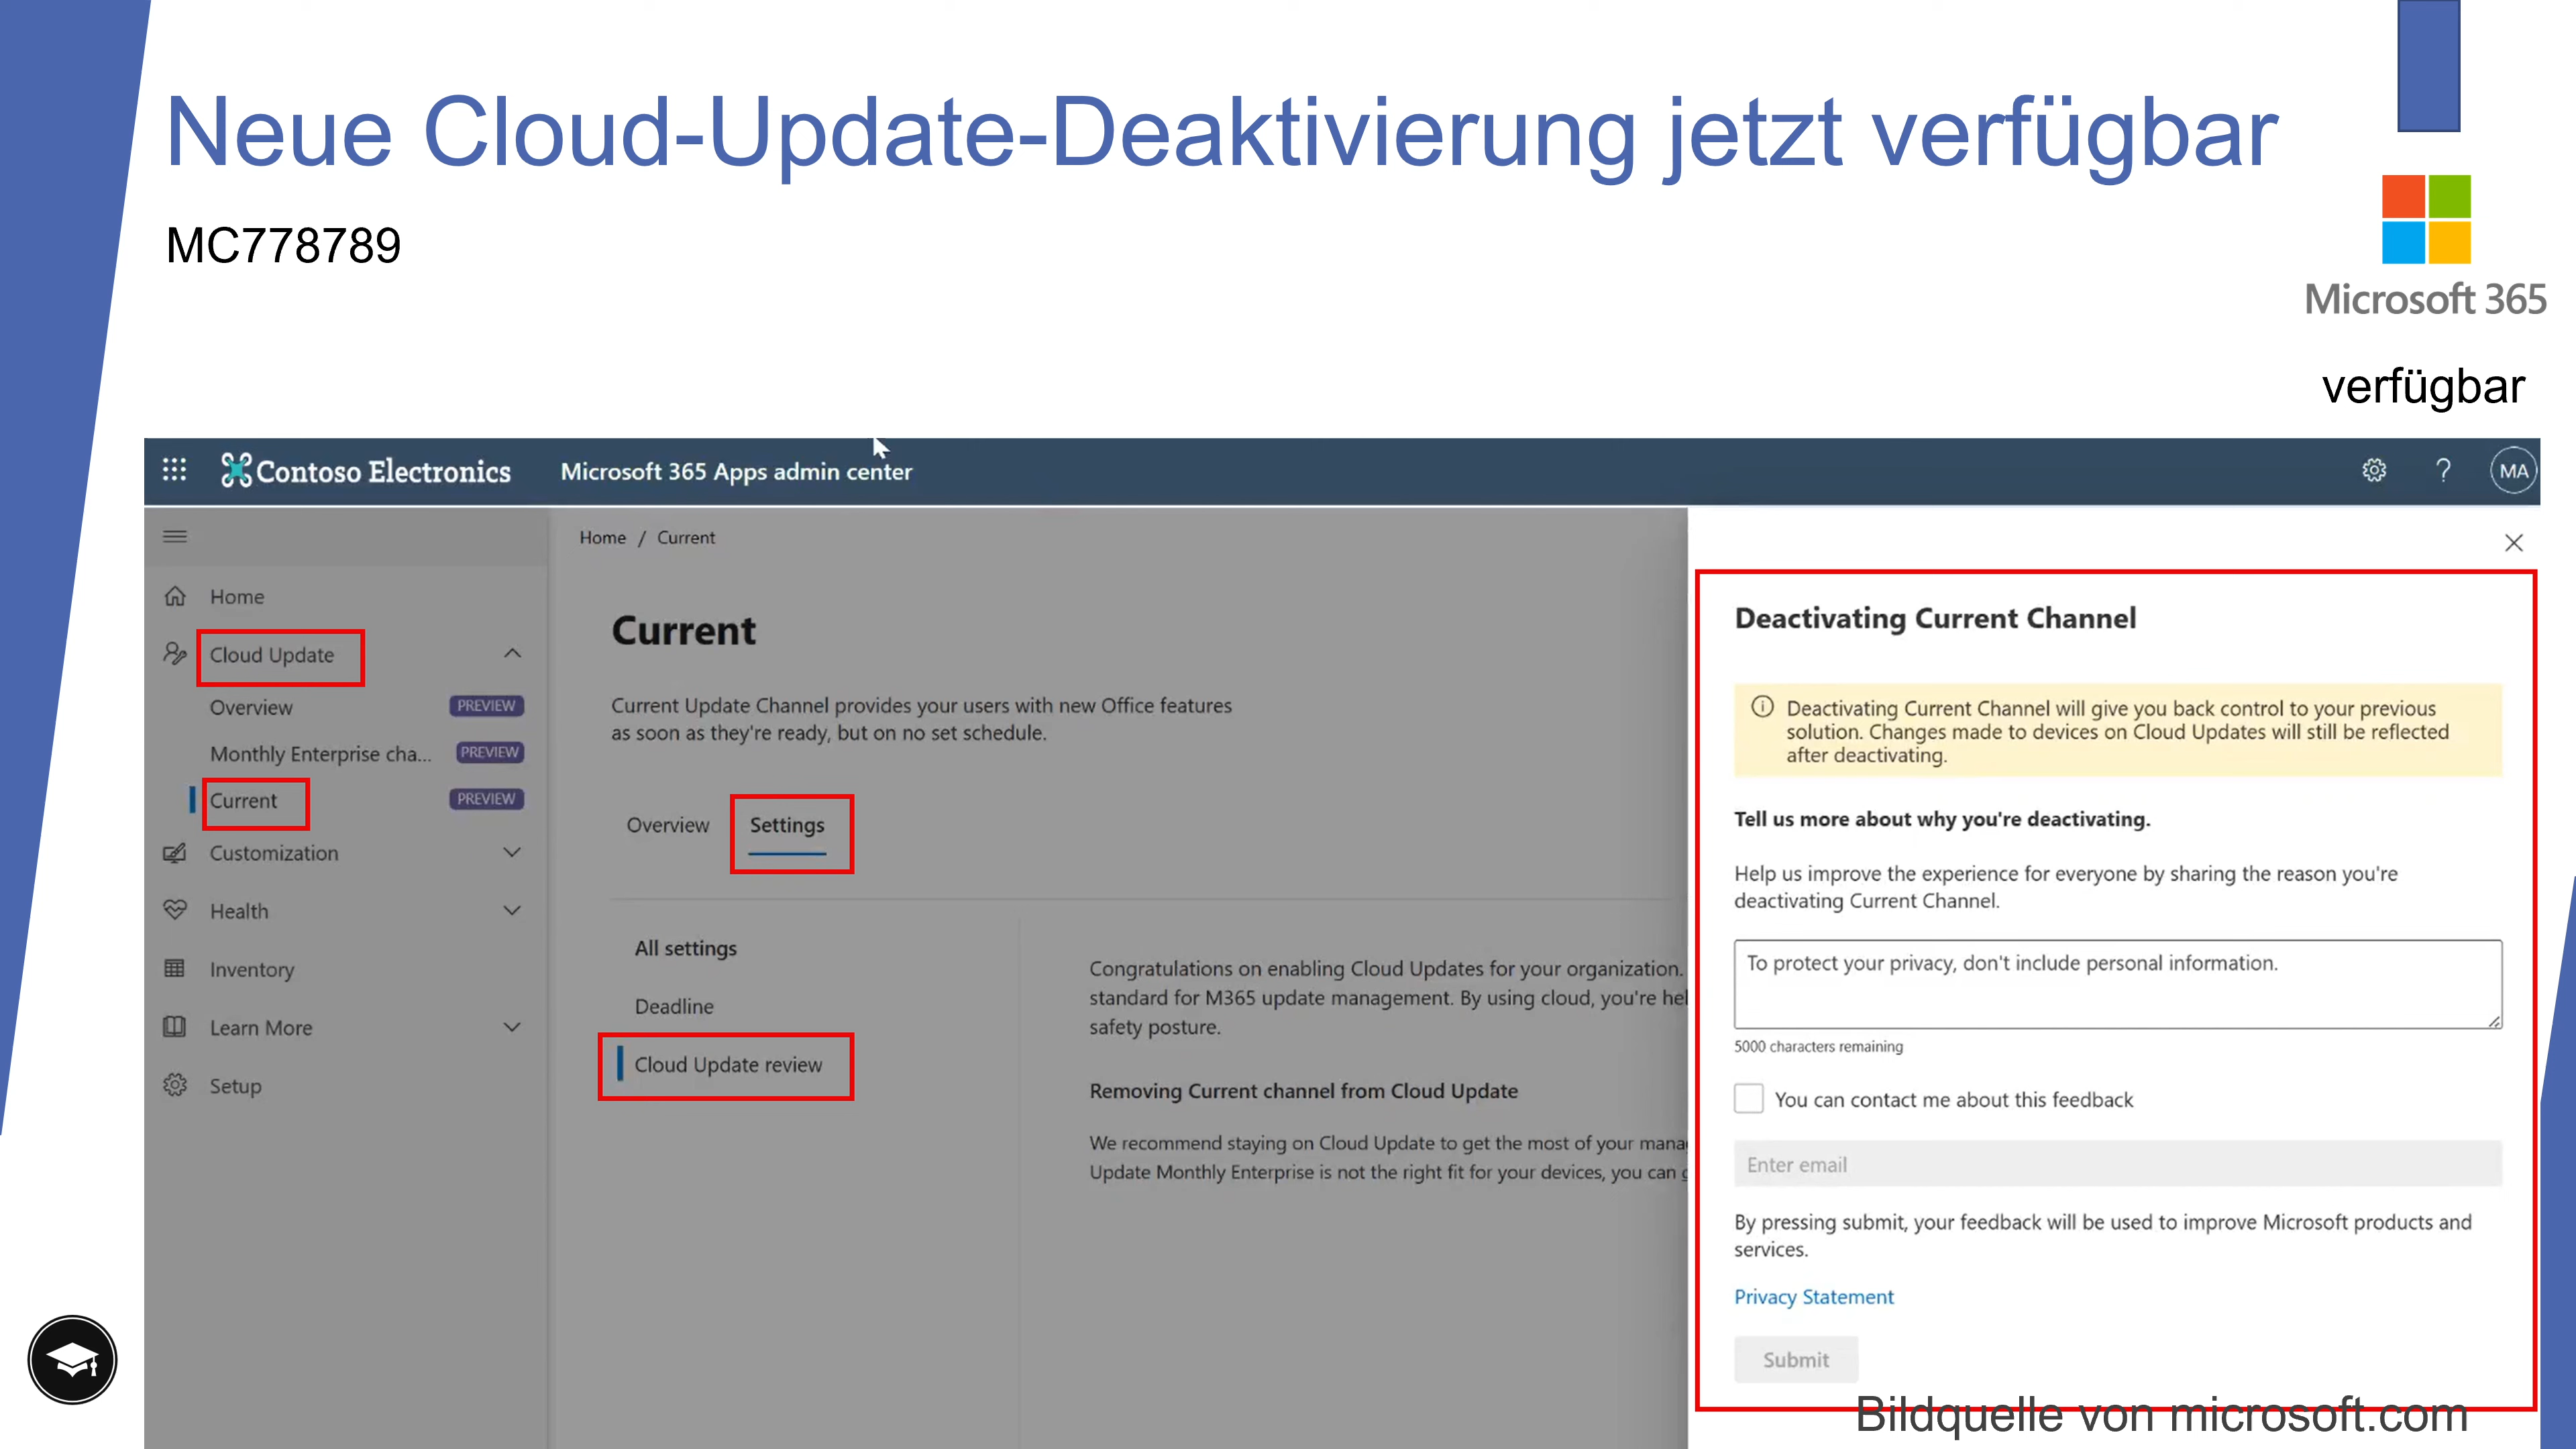 Neue Cloud-Update-Deaktivierung jetzt verfügbar
MC778789
Microsoft 365
verfügbar
Contoso Electronics
Microsoft 365 Apps admin center
?
MA
Home
Cloud Update
Overview
PREVIEW
Monthly Enterprise cha...
PREVIEW
Current
PREVIEW
Customization
Health
Inventory
Learn More
Setup
Home / Current
Current
Current Update Channel provides your users with new Office features
as soon as they're ready, but on no set schedule.
Overview
Settings
All settings
Deadline
Cloud Update review
Congratulations on enabling Cloud Updates for your organization.
standard for M365 update management. By using cloud, you're hel
safety posture.
Removing Current channel from Cloud Update
We recommend staying on Cloud Update to get the most of your mana
Update Monthly Enterprise is not the right fit for your devices, you can g
Deactivating Current Channel
Deactivating Current Channel will give you back control to your previous
solution. Changes made to devices on Cloud Updates will still be reflected
after deactivating.
Tell us more about why you're deactivating.
Help us improve the experience for everyone by sharing the reason you're
deactivating Current Channel.
To protect your privacy, don't include personal information.
5000 characters remaining
You can contact me about this feedback
Enter email
By pressing submit, your feedback will be used to improve Microsoft products and
services.
Privacy Statement
Submit
Bildquelle von microsoft.com